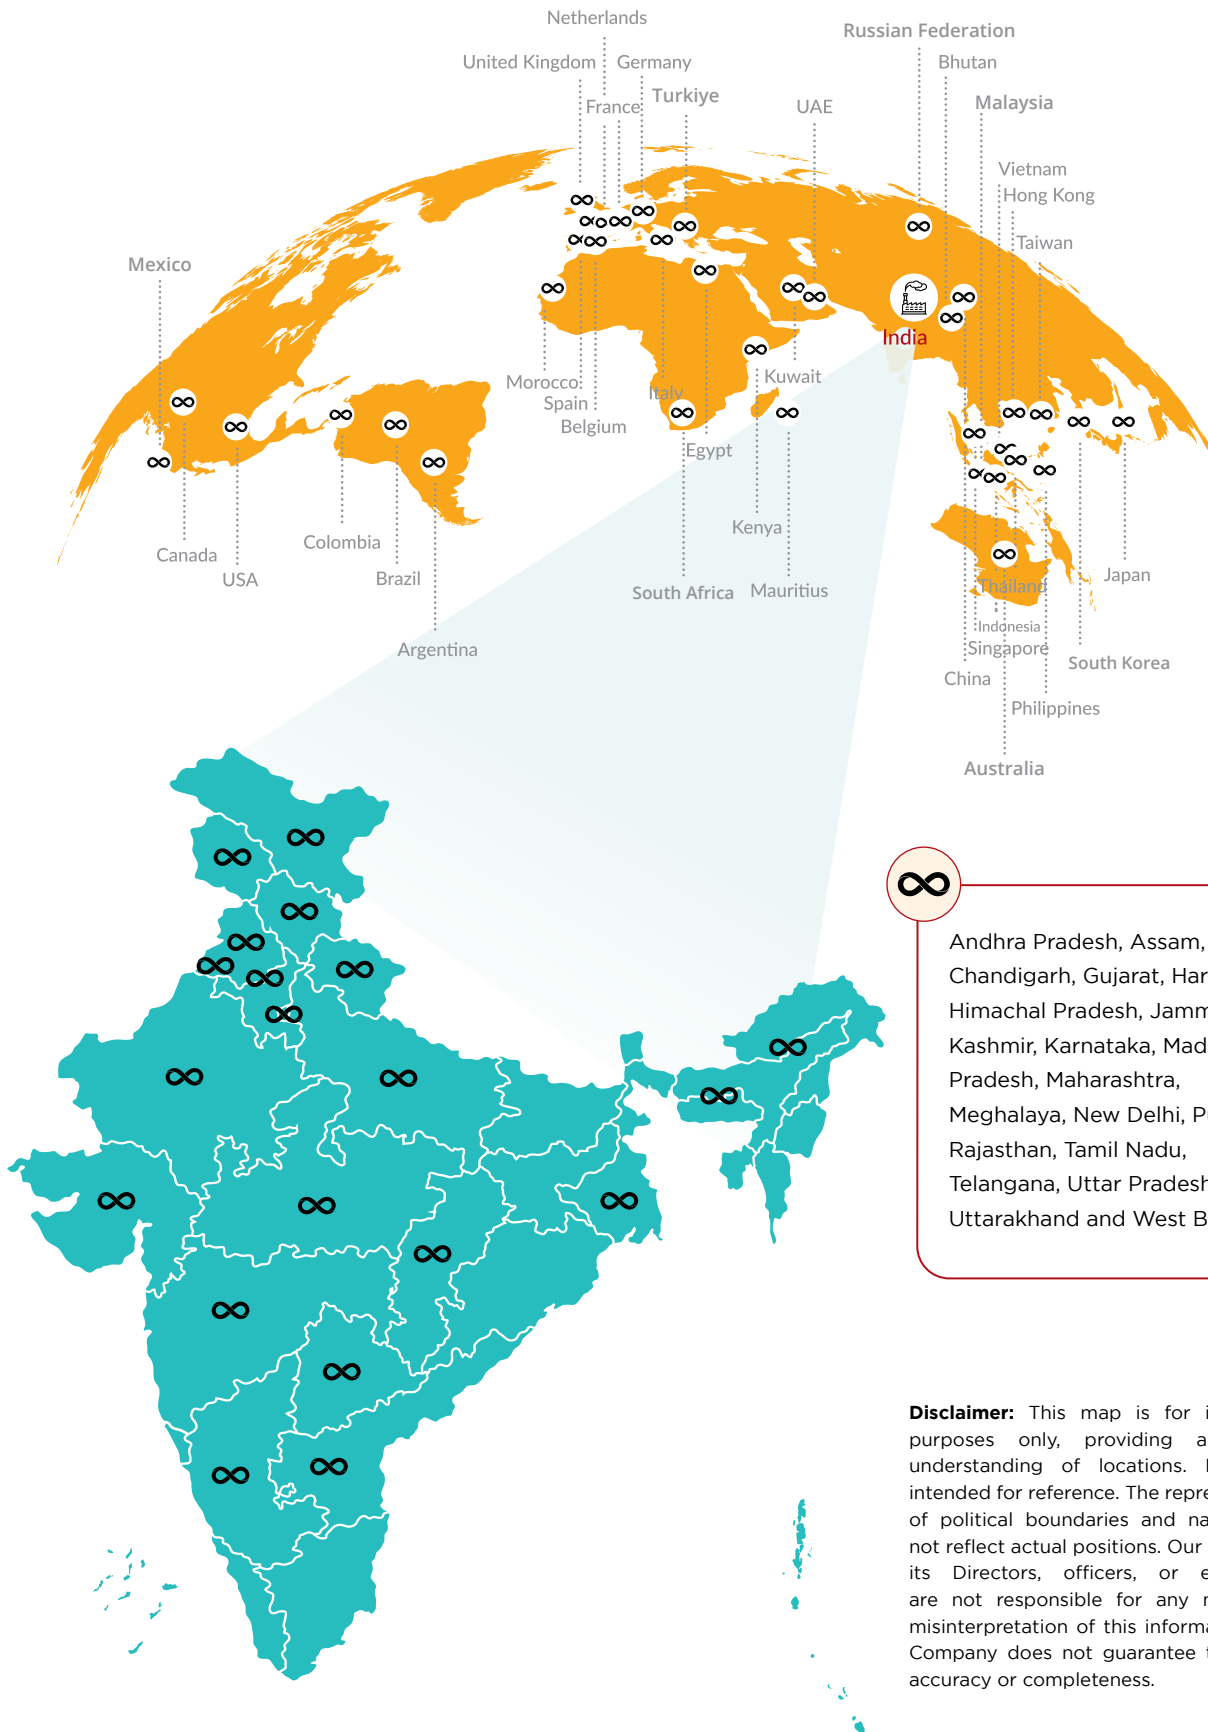 Netherlands
Russian Federation
United Kingdom
Germany
Bhutan
Turkiye
Malaysia
France
UAE
Vietnam
Hong Kong
Taiwan
Mexico
India
Morocco
Kuwait
Italy
Spain
Belgium
Egypt
Kenya
Colombia
Canada
USA
Brazil
South Africa
Mauritius
Japan
Thailand
Indonesia
Argentina
Singapore
South Korea
China
Philippines
Australia
Andhra Pradesh, Assam,
Chandigarh, Gujarat, Har
Himachal Pradesh, Jamm
Kashmir, Karnataka, Mad
Pradesh, Maharashtra,
Meghalaya, New Delhi, P
Rajasthan, Tamil Nadu,
Telangana, Uttar Pradesh
Uttarakhand and West B
Disclaimer: This map is for i
purposes only, providing a
understanding of locations.
intended for reference. The repre
of political boundaries and na
not reflect actual positions. Our
its Directors, officers, or e
are not responsible for any
misinterpretation of this informa
Company does not guarantee t
accuracy or completeness.